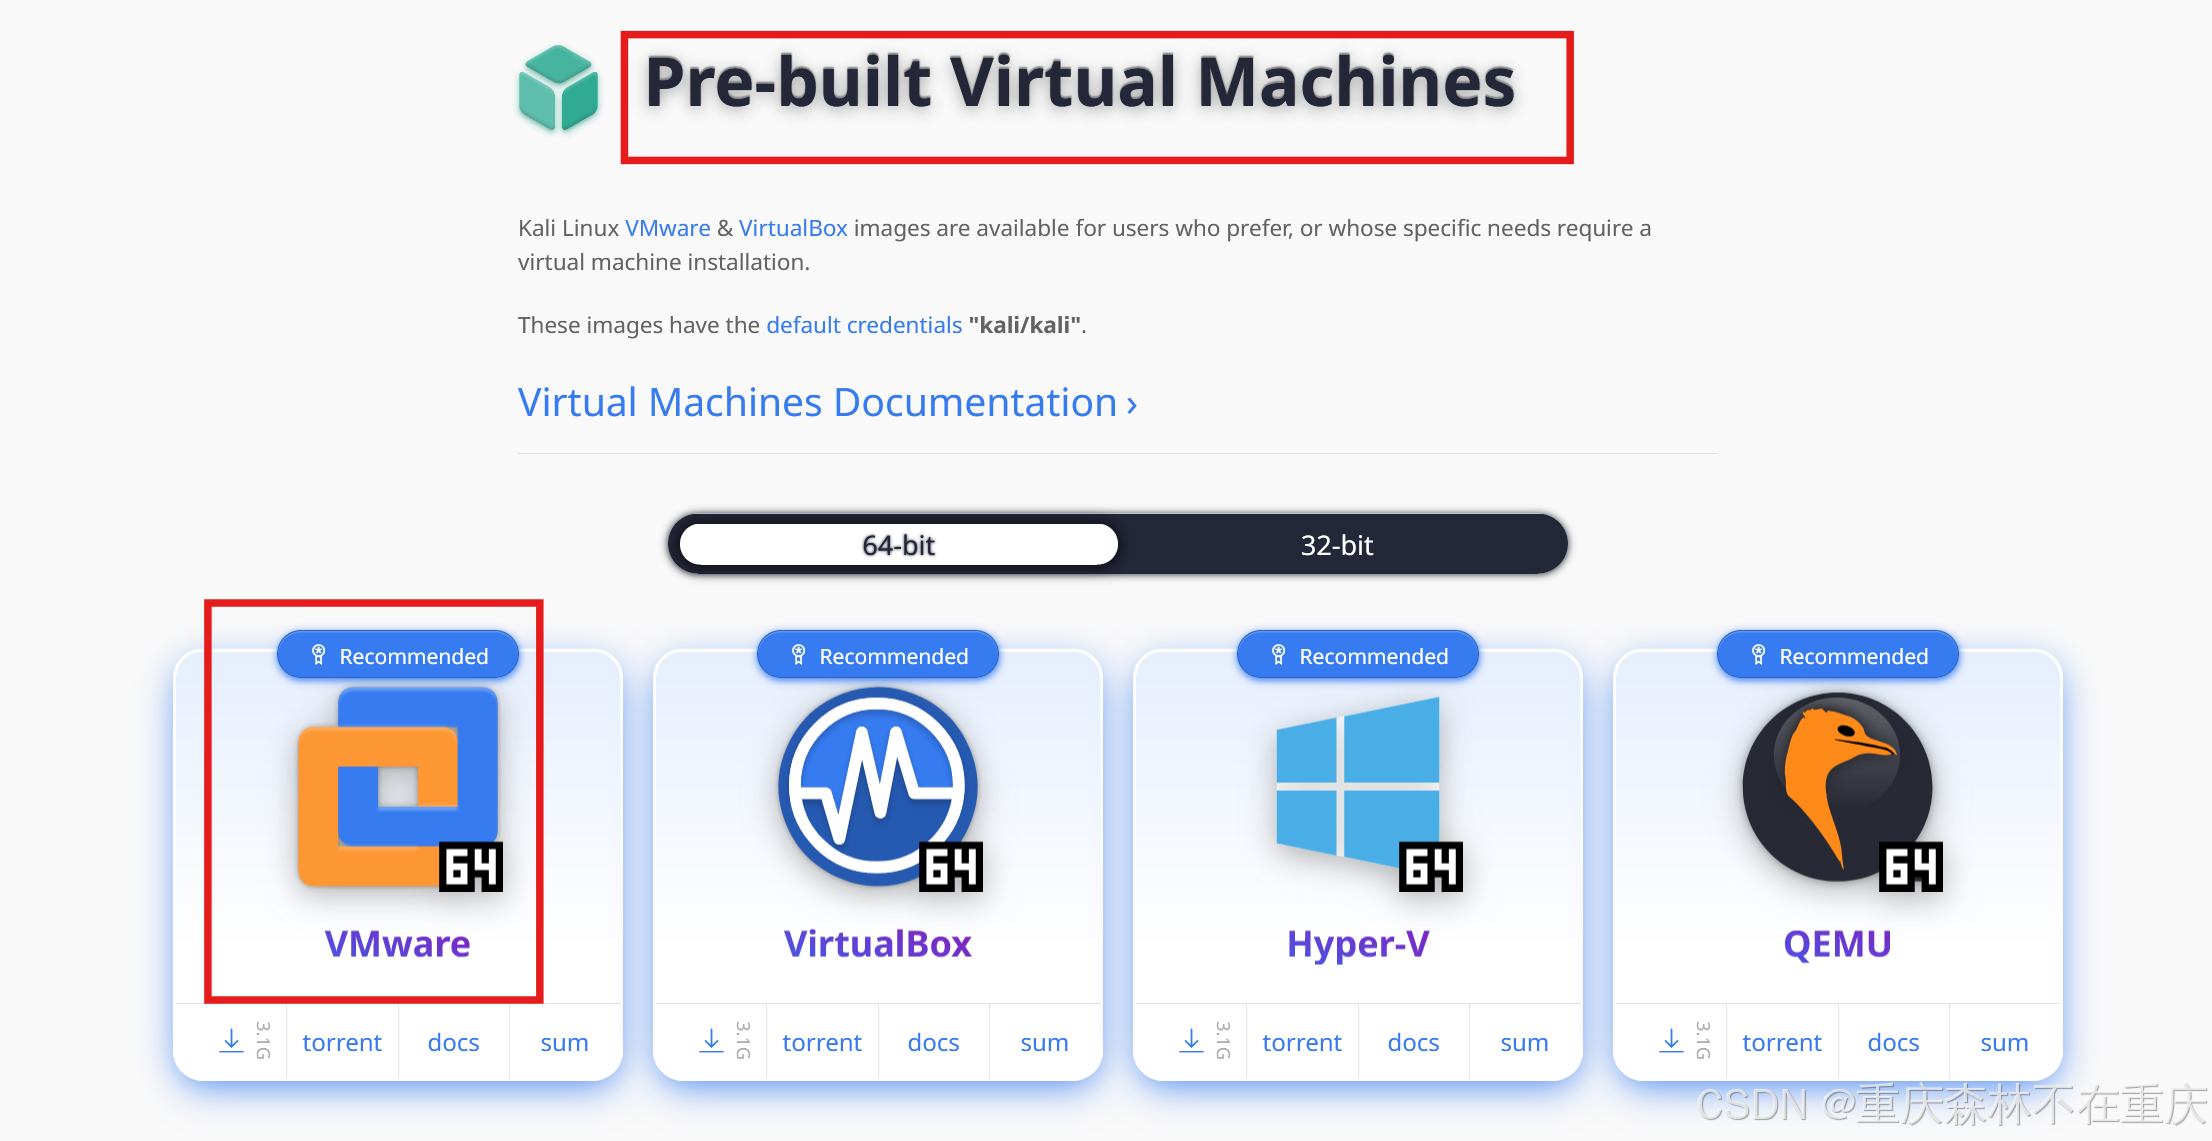 Pre-built Virtual Machines
Kali Linux VMware & VirtualBox images are available for users who prefer, or whose specific needs require a
virtual machine installation.
These images have the default credentials "kali/kali".
Virtual Machines Documentation ›
64-bit 32-bit
Recommended Recommended Recommended Recommended
64 64 64 64
VMware VirtualBox Hyper-V QEMU
3.1G torrent docs sum 3.1G torrent docs sum 3.1G torrent docs sum 3.1G torrent docs sum
CSDN @重庆森林不在重庆